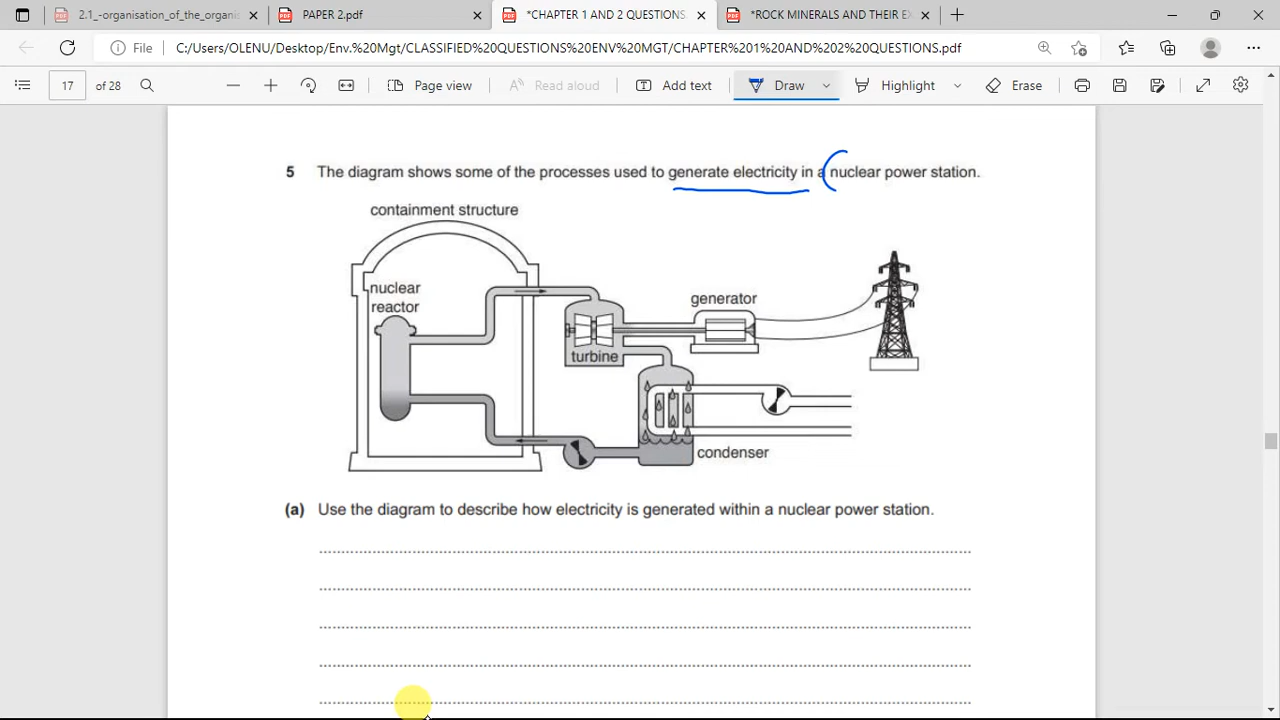 2.1_-organisation_of_the_organis
PAPER 2.pdf
*CHAPTER 1 AND 2 QUESTIONS
*ROCK MINERALS AND THEIR EX
File
C:/Users/OLENU/Desktop/Env.%20Mgt/CLASSIFIED%20QUESTIONS%20ENV%20MGT/CHAPTER%201%20AND%202%20QUESTIONS.pdf
17 of 28
Page view
Read aloud
Add text
Draw
Highlight
Erase
5 The diagram shows some of the processes used to generate electricity in a nuclear power station.
containment structure
nuclear
reactor
generator
turbine
condenser
(a) Use the diagram to describe how electricity is generated within a nuclear power station.